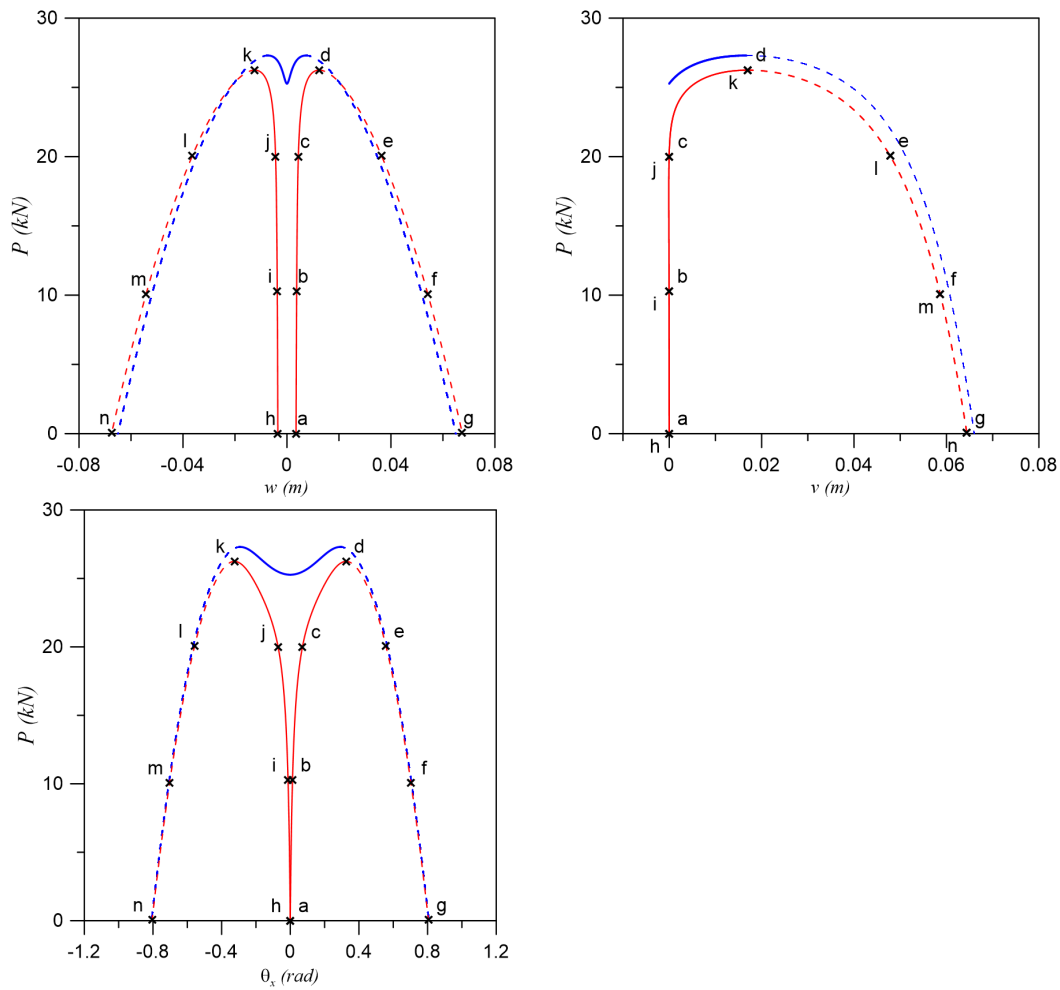 30
20
10
0
P (kN)
k
d
l
j
c
e
m
i
b
f
n
h
a
g
-0.08
-0.04
0
0.04
0.08
w (m)
30
20
10
0
P (kN)
d
k
c
j
e
l
b
i
f
m
a
h
g
n
0
0.02
0.04
0.06
0.08
v (m)
30
20
10
0
P (kN)
k
d
l
j
c
e
m
i
b
f
n
h
a
g
-1.2
-0.8
-0.4
0
0.4
0.8
1.2
θx (rad)